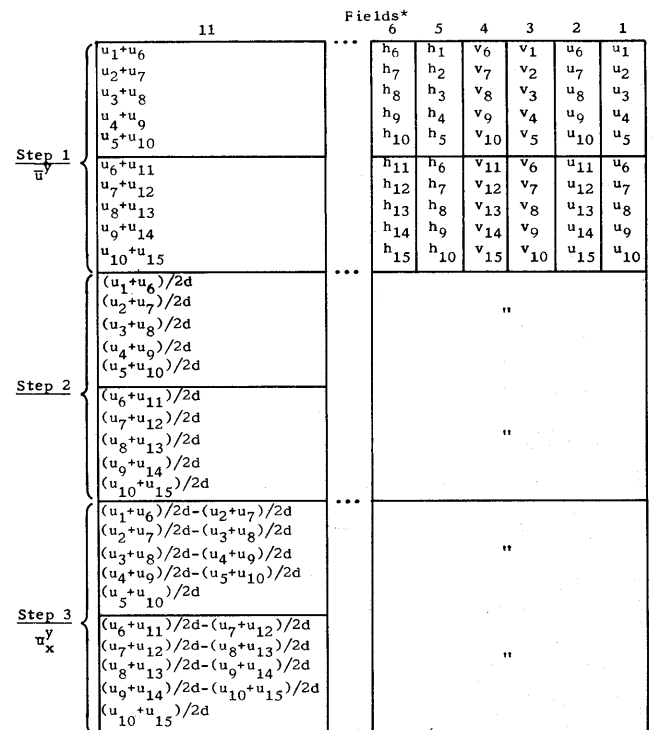 Fields*
11 ... 6 5 4 3 2 1
Step 1
ū^y
u₁+u₆ h₆ h₁ v₆ v₁ u₆ u₁
u₂+u₇ h₇ h₂ v₇ v₂ u₇ u₂
u₃+u₈ h₈ h₃ v₈ v₃ u₈ u₃
u₄+u₉ h₉ h₄ v₉ v₄ u₉ u₄
u₅+u₁₀ h₁₀ h₅ v₁₀ v₅ u₁₀ u₅
u₆+u₁₁ h₁₁ h₆ v₁₁ v₆ u₁₁ u₆
u₇+u₁₂ h₁₂ h₇ v₁₂ v₇ u₁₂ u₇
u₈+u₁₃ h₁₃ h₈ v₁₃ v₈ u₁₃ u₈
u₉+u₁₄ h₁₄ h₉ v₁₄ v₉ u₁₄ u₉
u₁₀+u₁₅ h₁₅ h₁₀ v₁₅ v₁₀ u₁₅ u₁₀
...
Step 2
(u₁+u₆)/2d
(u₂+u₇)/2d "
(u₃+u₈)/2d
(u₄+u₉)/2d
(u₅+u₁₀)/2d
(u₆+u₁₁)/2d
(u₇+u₁₂)/2d
(u₈+u₁₃)/2d "
(u₉+u₁₄)/2d
(u₁₀+u₁₅)/2d
...
Step 3
ū^y_x
(u₁+u₆)/2d-(u₂+u₇)/2d
(u₂+u₇)/2d-(u₃+u₈)/2d
(u₃+u₈)/2d-(u₄+u₉)/2d "
(u₄+u₉)/2d-(u₅+u₁₀)/2d
(u₅+u₁₀)/2d
(u₆+u₁₁)/2d-(u₇+u₁₂)/2d
(u₇+u₁₂)/2d-(u₈+u₁₃)/2d
(u₈+u₁₃)/2d-(u₉+u₁₄)/2d "
(u₉+u₁₄)/2d-(u₁₀+u₁₅)/2d
(u₁₀+u₁₅)/2d